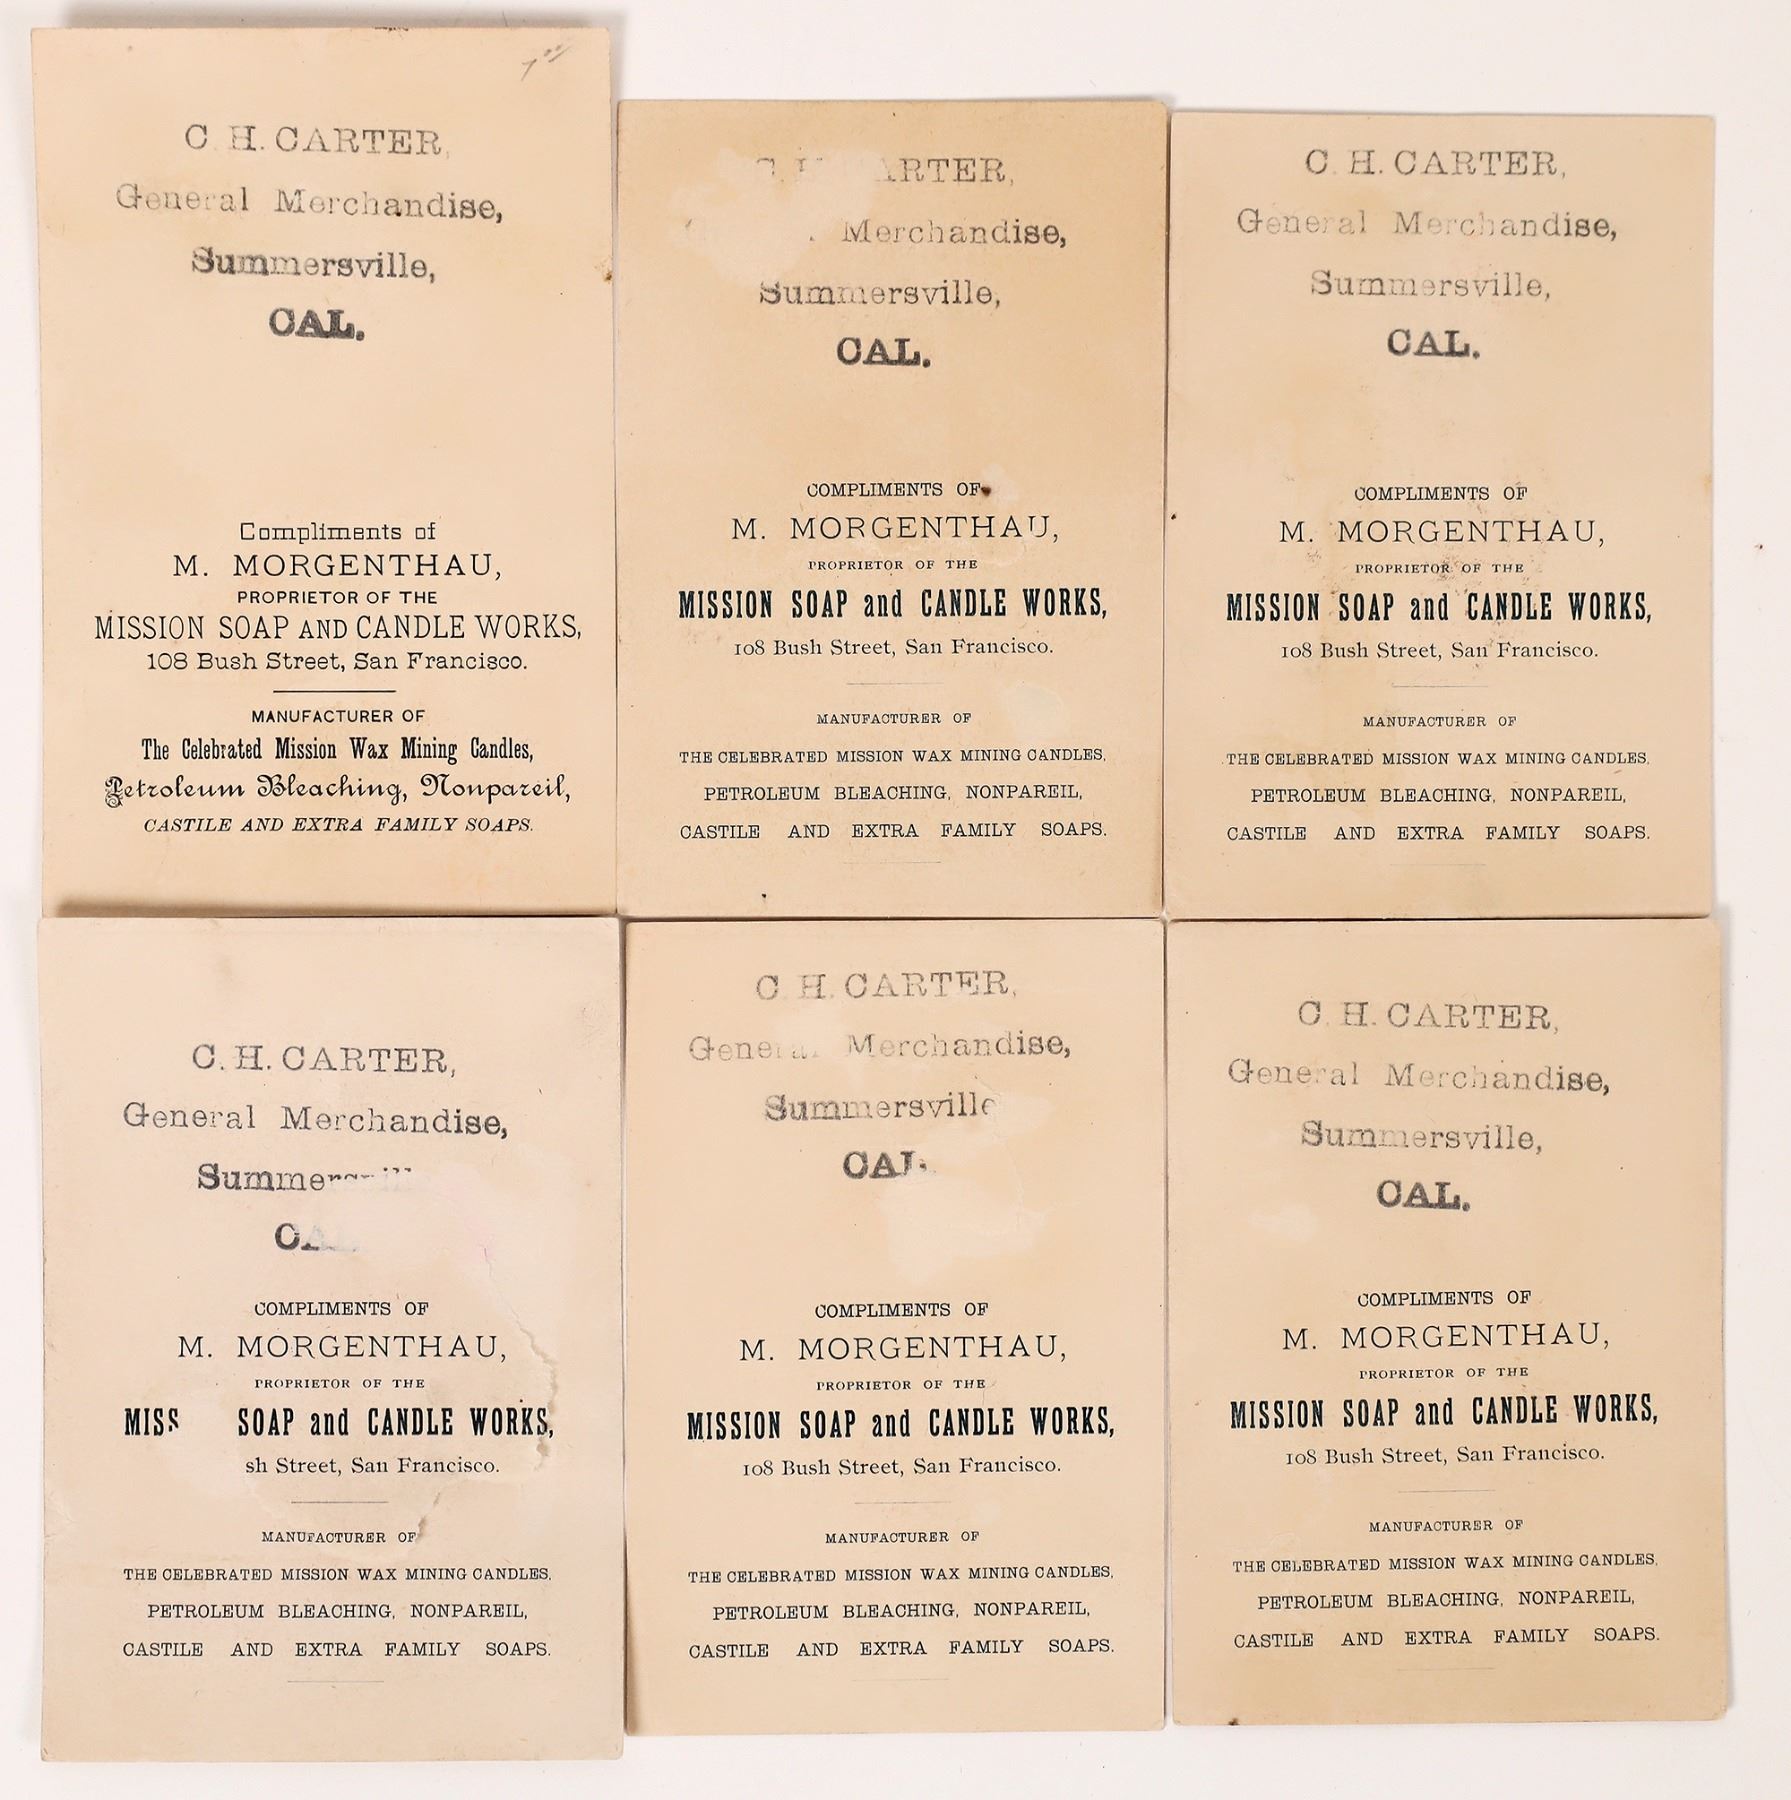 C. H. CARTER,
General Merchandise,
Summersville,
CAL.
Compliments of
M. MORGENTHAU,
PROPRIETOR OF THE
MISSION SOAP AND CANDLE WORKS,
108 Bush Street, San Francisco.
MANUFACTURER OF
The Celebrated Mission Wax Mining Candles,
Petroleum Bleaching, Nonpareil,
CASTILE AND EXTRA FAMILY SOAPS.
ARTER,
Merchandise,
Summersville,
CAL.
COMPLIMENTS OF
M. MORGENTHAU,
PROPRIETOR OF THE
MISSION SOAP and CANDLE WORKS,
108 Bush Street, San Francisco.
MANUFACTURER OF
THE CELEBRATED MISSION WAX MINING CANDLES,
PETROLEUM BLEACHING, NONPAREIL,
CASTILE AND EXTRA FAMILY SOAPS.
C. H. CARTER,
General Merchandise,
Summersville,
CAL.
COMPLIMENTS OF
M. MORGENTHAU,
PROPRIETOR OF THE
MISSION SOAP and CANDLE WORKS,
108 Bush Street, San Francisco.
MANUFACTURER OF
THE CELEBRATED MISSION WAX MINING CANDLES,
PETROLEUM BLEACHING, NONPAREIL,
CASTILE AND EXTRA FAMILY SOAPS.
C. H. CARTER,
General Merchandise,
Summersville
CAL
COMPLIMENTS OF
M. MORGENTHAU,
PROPRIETOR OF THE
MISS SOAP and CANDLE WORKS,
sh Street, San Francisco.
MANUFACTURER OF
THE CELEBRATED MISSION WAX MINING CANDLES,
PETROLEUM BLEACHING, NONPAREIL,
CASTILE AND EXTRA FAMILY SOAPS.
C. H. CARTER,
General Merchandise,
Summersville
CAL.
COMPLIMENTS OF
M. MORGENTHAU,
PROPRIETOR OF THE
MISSION SOAP and CANDLE WORKS,
108 Bush Street, San Francisco.
MANUFACTURER OF
THE CELEBRATED MISSION WAX MINING CANDLES,
PETROLEUM BLEACHING, NONPAREIL,
CASTILE AND EXTRA FAMILY SOAPS.
C. H. CARTER,
General Merchandise,
Summersville,
CAL.
COMPLIMENTS OF
M. MORGENTHAU,
PROPRIETOR OF THE
MISSION SOAP and CANDLE WORKS,
108 Bush Street, San Francisco.
MANUFACTURER OF
THE CELEBRATED MISSION WAX MINING CANDLES,
PETROLEUM BLEACHING, NONPAREIL,
CASTILE AND EXTRA FAMILY SOAPS.